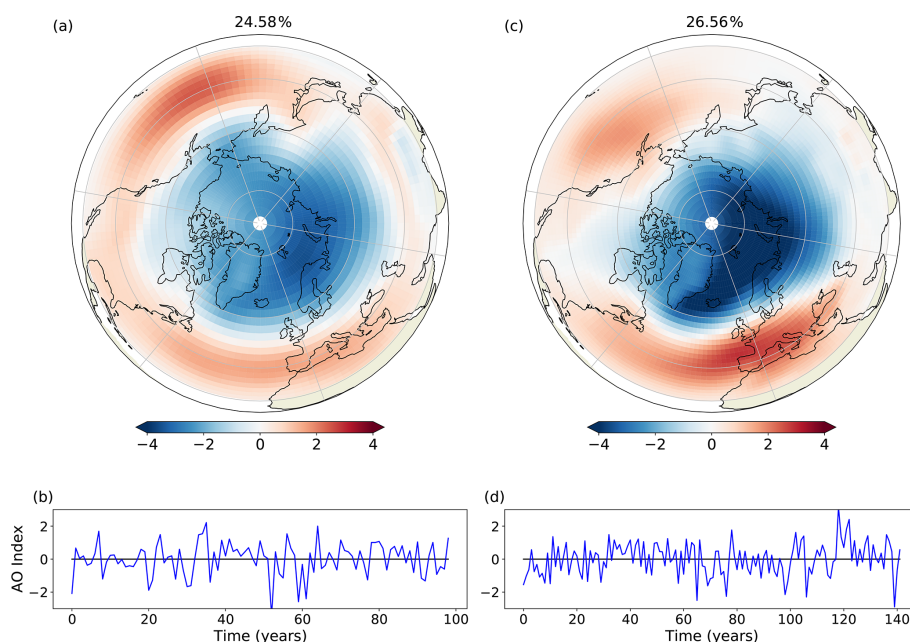 (a) 24.58%
(c) 26.56%
−4 −2 0 2 4
−4 −2 0 2 4
(b)
(d)
AO Index
2
0
−2
0 20 40 60 80 100
Time (years)
2
0
−2
0 20 40 60 80 100 120 140
Time (years)